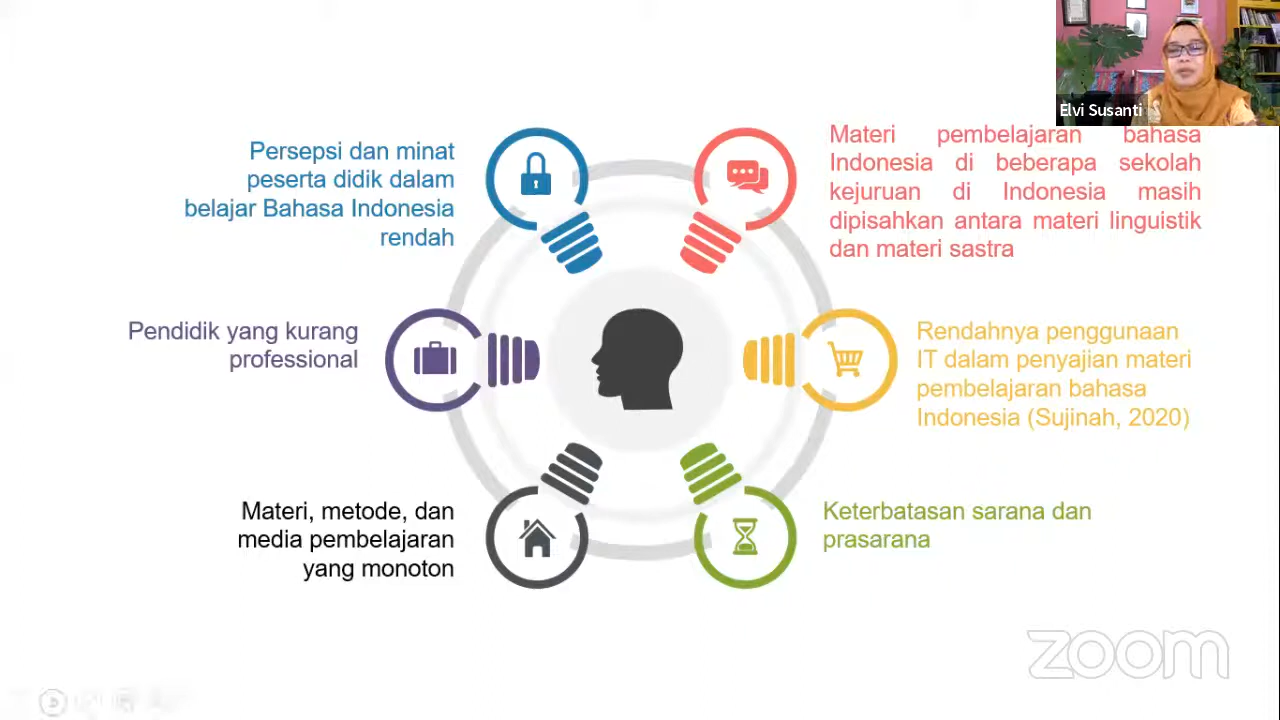 Elvi Susanti
Persepsi dan minat
peserta didik dalam
belajar Bahasa Indonesia
rendah
Materi pembelajaran bahasa
Indonesia di beberapa sekolah
kejuruan di Indonesia masih
dipisahkan antara materi linguistik
dan materi sastra
Pendidik yang kurang
professional
Rendahnya penggunaan
IT dalam penyajian materi
pembelajaran bahasa
Indonesia (Sujinah, 2020)
Materi, metode, dan
media pembelajaran
yang monoton
Keterbatasan sarana dan
prasarana
zoom